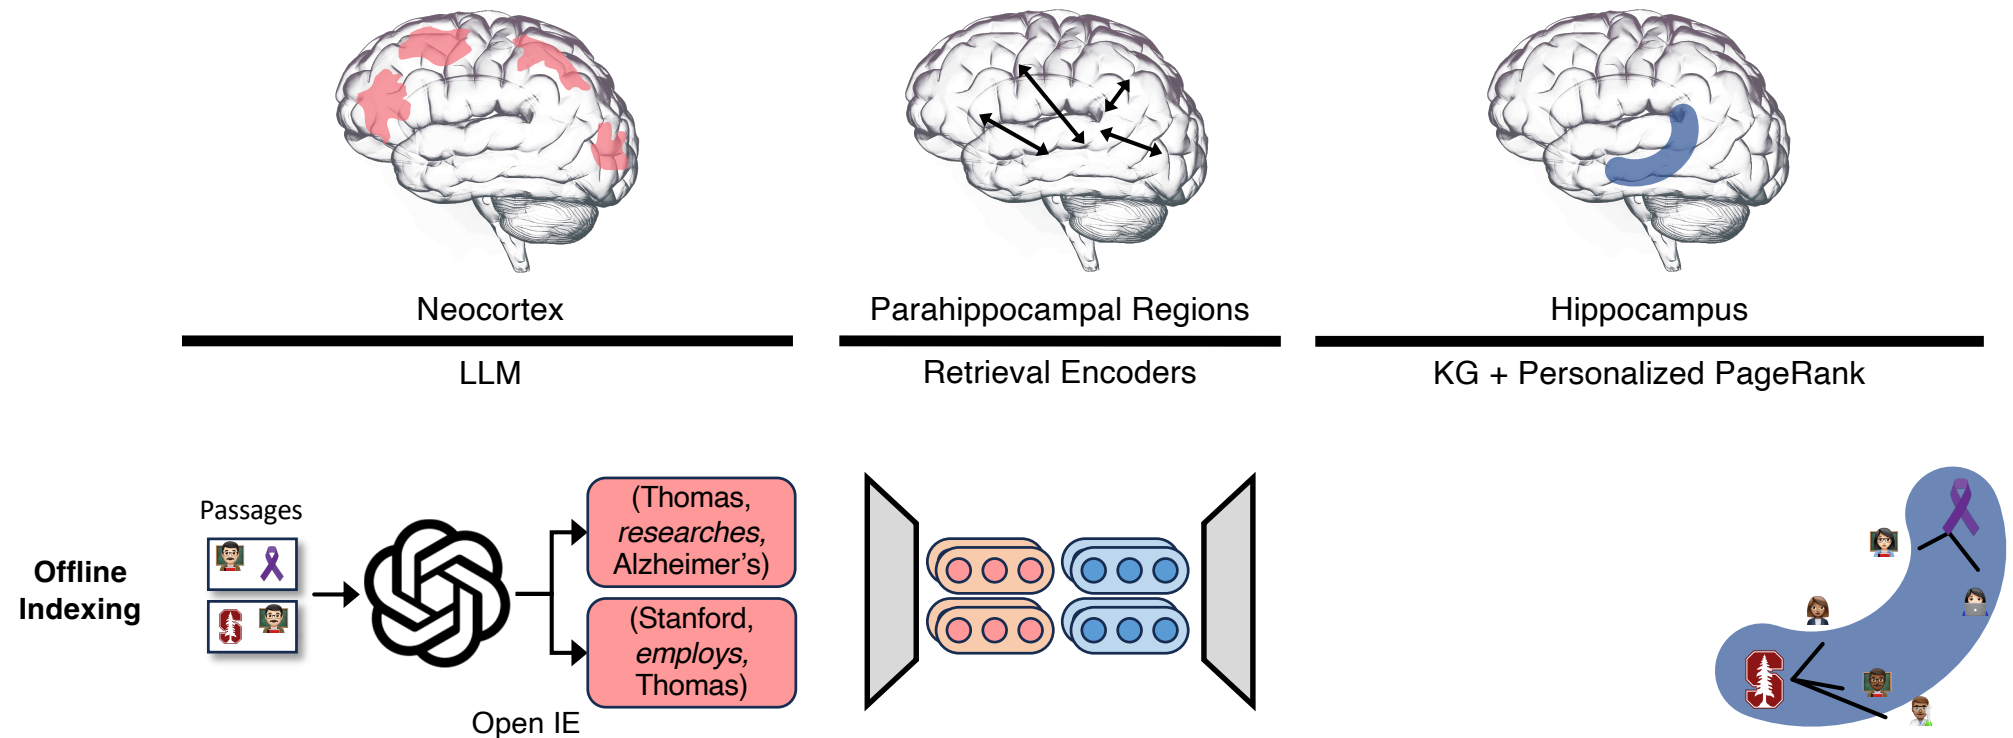 Neocortex
Parahippocampal Regions
Hippocampus
LLM
Retrieval Encoders
KG + Personalized PageRank
Offline
Indexing
Passages
S
S
(Thomas,
researches,
Alzheimer's)
(Stanford,
employs,
Thomas)
Open IE